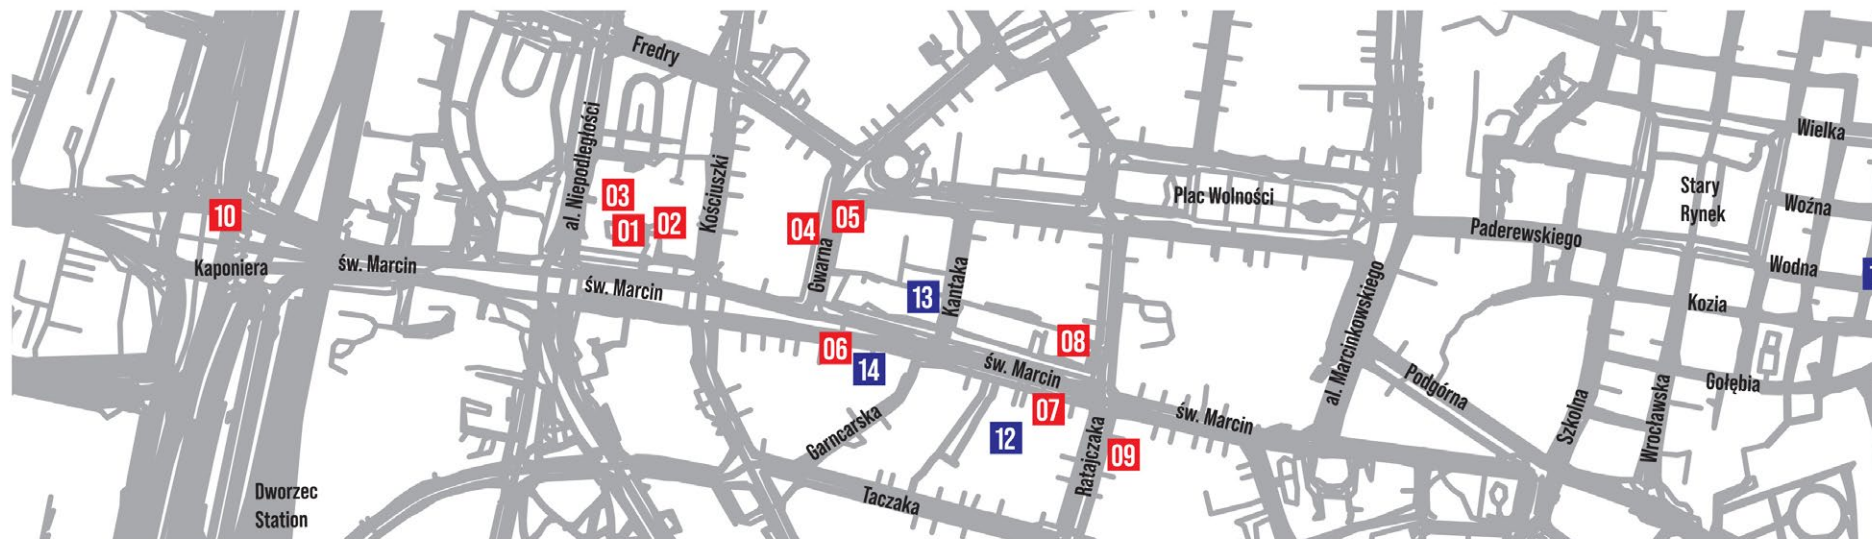 Fredry
al. Niepodległości
Kościuszki
03
01
02
10
04
05
Gwarna
Kaponiera
św. Marcin
św. Marcin
13
Kantaka
06
14
08
św. Marcin
07
12
Garncarska
Ratajczaka
09
Taczaka
św. Marcin
Dworzec
Station
Plac Wolności
al. Marcinkowskiego
Podgórna
Paderewskiego
Stary
Rynek
Wielka
Woźna
Wodna
Kozia
Gołębia
Szkolna
Wrocławska